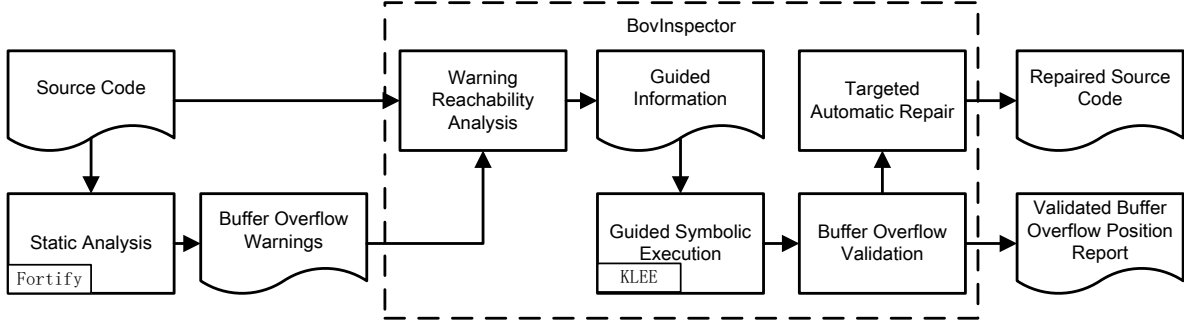 BovInspector
Source Code
Warning
Reachability
Analysis
Guided
Information
Targeted
Automatic Repair
Repaired Source
Code
Static Analysis
Fortify
Buffer Overflow
Warnings
Guided Symbolic
Execution
KLEE
Buffer Overflow
Validation
Validated Buffer
Overflow Position
Report